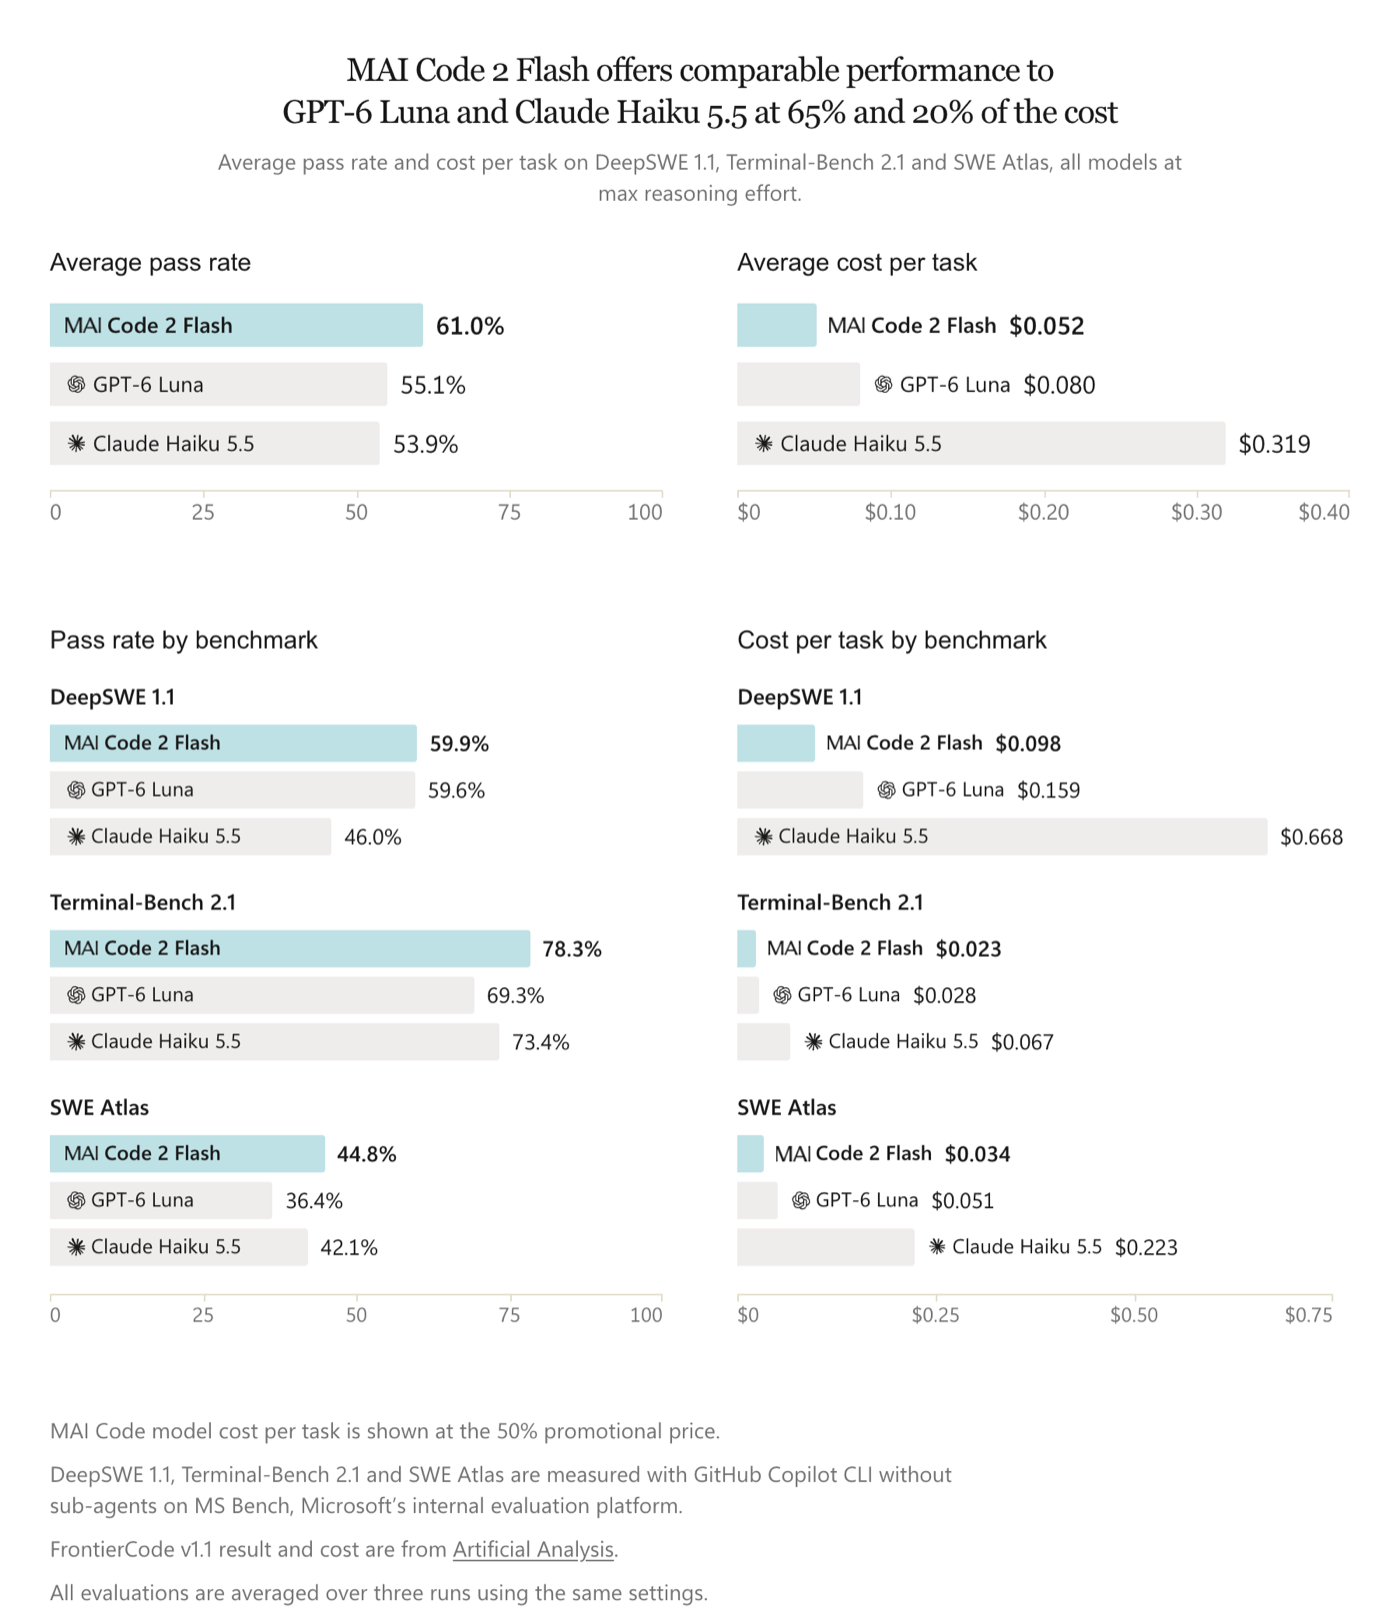 MAI Code 2 Flash offers comparable performance to
GPT-6 Luna and Claude Haiku 5.5 at 65% and 20% of the cost
Average pass rate and cost per task on DeepSWE 1.1, Terminal-Bench 2.1 and SWE Atlas, all models at
max reasoning effort.
Average pass rate
MAI Code 2 Flash 61.0%
GPT-6 Luna 55.1%
Claude Haiku 5.5 53.9%
0 25 50 75 100
Average cost per task
MAI Code 2 Flash $0.052
GPT-6 Luna $0.080
Claude Haiku 5.5 $0.319
$0 $0.10 $0.20 $0.30 $0.40
Pass rate by benchmark
DeepSWE 1.1
MAI Code 2 Flash 59.9%
GPT-6 Luna 59.6%
Claude Haiku 5.5 46.0%
Terminal-Bench 2.1
MAI Code 2 Flash 78.3%
GPT-6 Luna 69.3%
Claude Haiku 5.5 73.4%
SWE Atlas
MAI Code 2 Flash 44.8%
GPT-6 Luna 36.4%
Claude Haiku 5.5 42.1%
0 25 50 75 100
Cost per task by benchmark
DeepSWE 1.1
MAI Code 2 Flash $0.098
GPT-6 Luna $0.159
Claude Haiku 5.5 $0.668
Terminal-Bench 2.1
MAI Code 2 Flash $0.023
GPT-6 Luna $0.028
Claude Haiku 5.5 $0.067
SWE Atlas
MAI Code 2 Flash $0.034
GPT-6 Luna $0.051
Claude Haiku 5.5 $0.223
$0 $0.25 $0.50 $0.75
MAI Code model cost per task is shown at the 50% promotional price.
DeepSWE 1.1, Terminal-Bench 2.1 and SWE Atlas are measured with GitHub Copilot CLI without
sub-agents on MS Bench, Microsoft’s internal evaluation platform.
FrontierCode v1.1 result and cost are from Artificial Analysis.
All evaluations are averaged over three runs using the same settings.